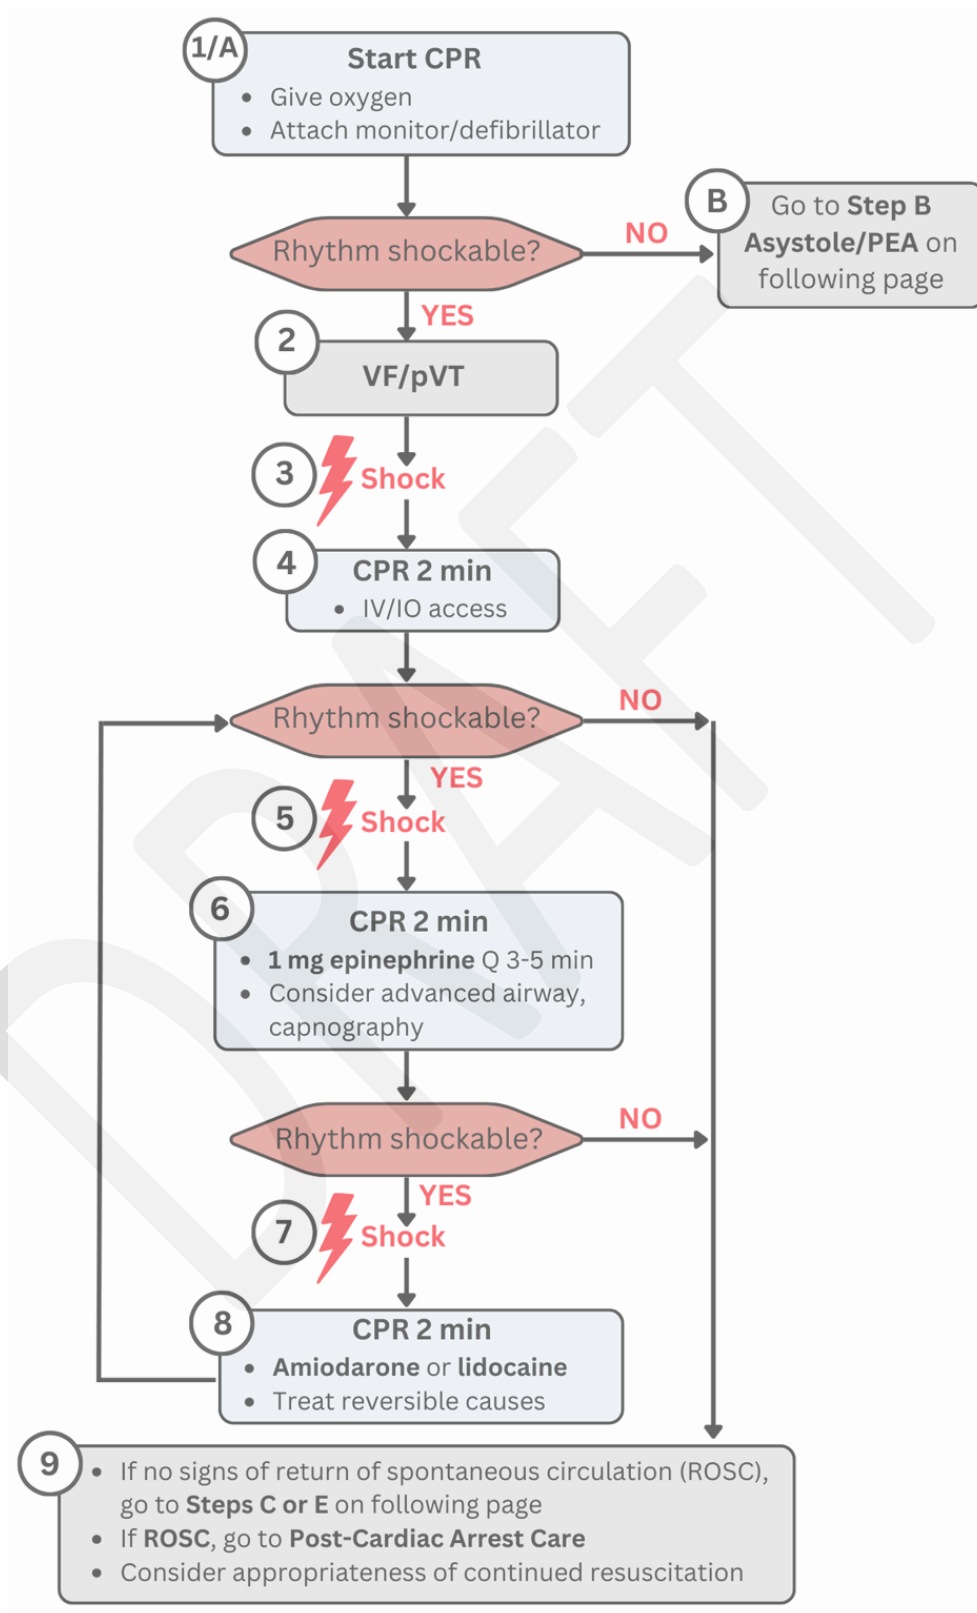 1/A
Start CPR
• Give oxygen
• Attach monitor/defibrillator
Rhythm shockable?
NO
B
Go to Step B
Asystole/PEA on
following page
YES
2
VF/pVT
3
Shock
4
CPR 2 min
• IV/IO access
Rhythm shockable?
NO
YES
5
Shock
6
CPR 2 min
• 1 mg epinephrine Q 3-5 min
• Consider advanced airway,
capnography
Rhythm shockable?
NO
YES
7
Shock
8
CPR 2 min
• Amiodarone or lidocaine
• Treat reversible causes
9
• If no signs of return of spontaneous circulation (ROSC),
go to Steps C or E on following page
• If ROSC, go to Post-Cardiac Arrest Care
• Consider appropriateness of continued resuscitation
DRAFT